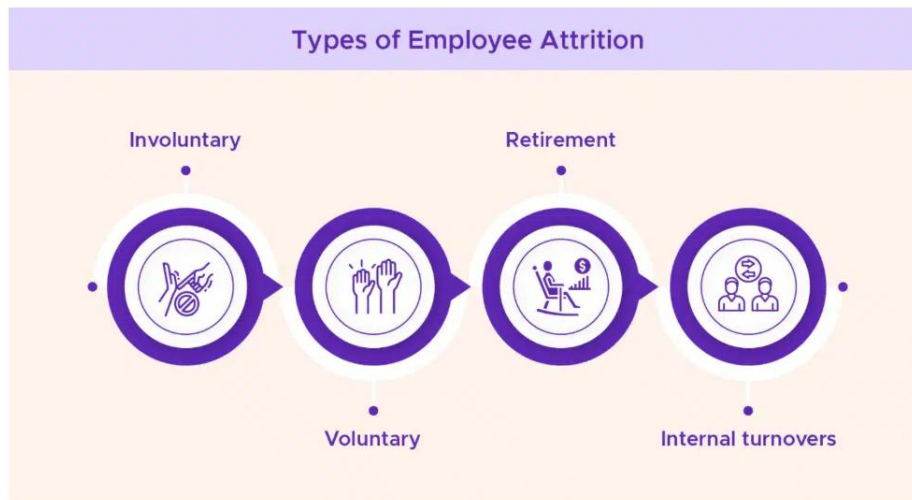 Types of Employee Attrition
Involuntary
Retirement
$
Voluntary
Internal turnovers